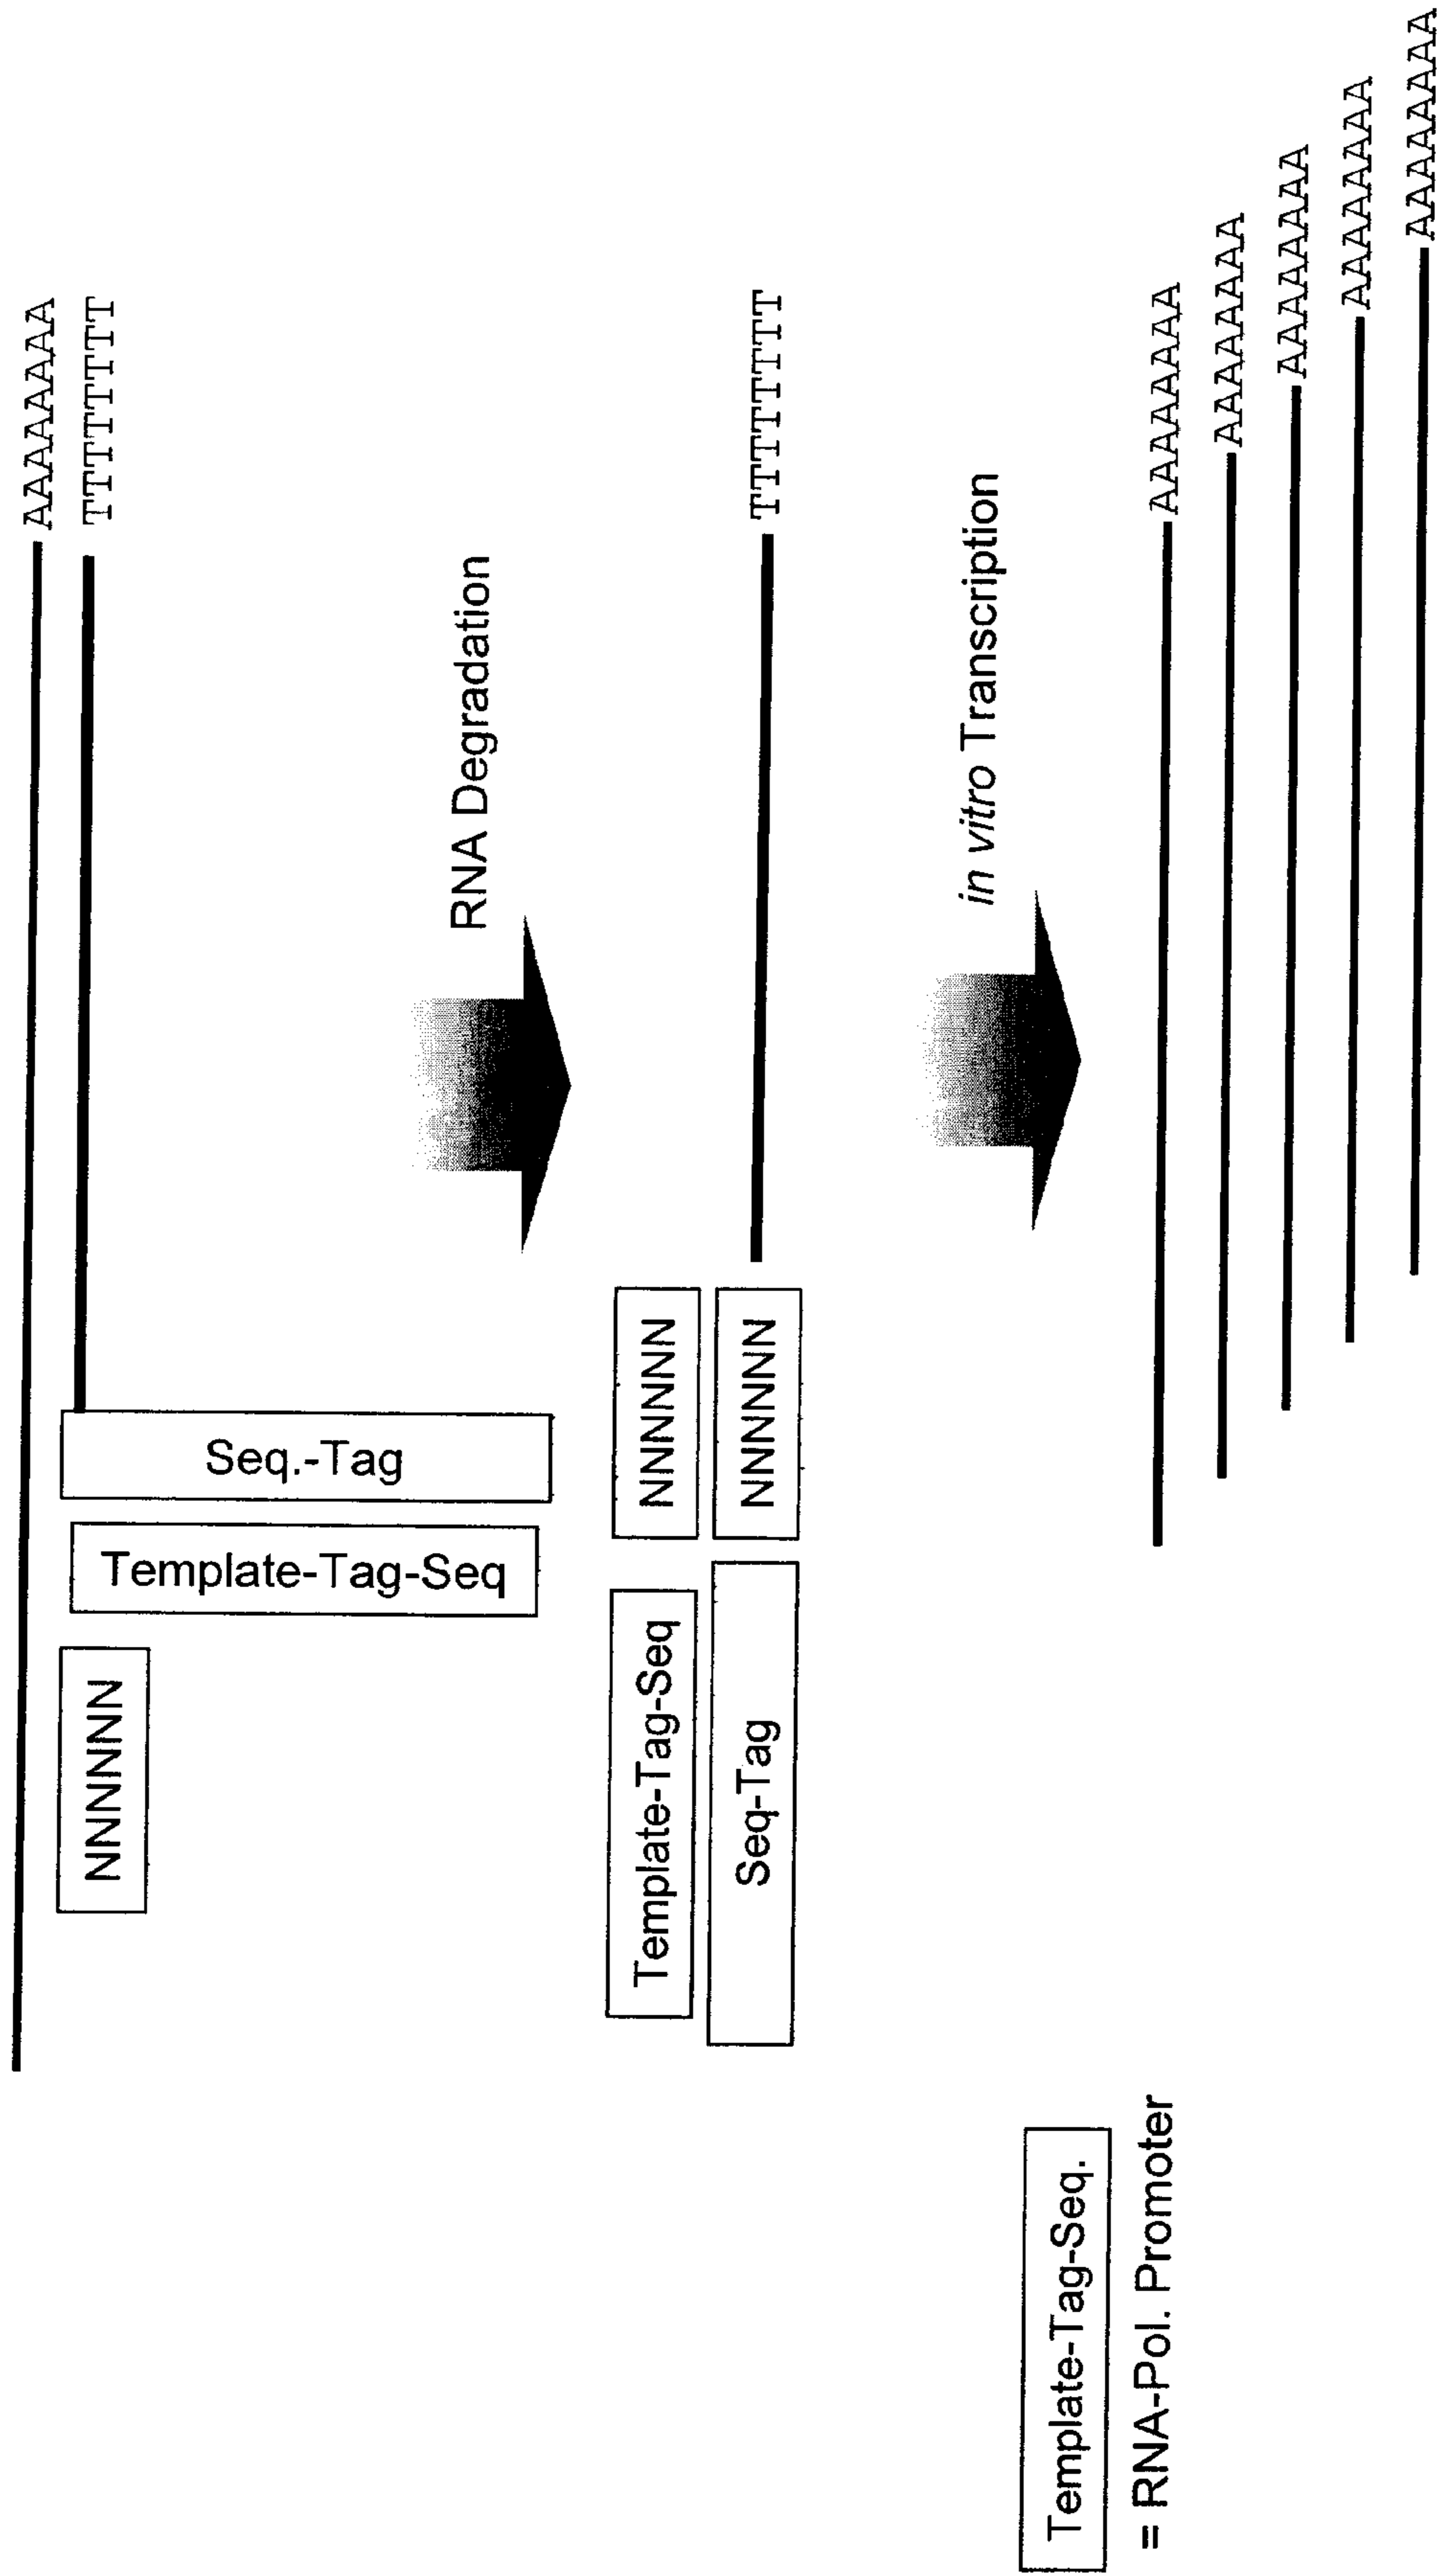 AAAAAAAA
TTTTTTTT
NNNNNN
Template-Tag-Seq
Seq.-Tag
RNA Degradation
Template-Tag-Seq
NNNNNN
Seq-Tag
NNNNNN
TTTTTTTT
in vitro Transcription
Template-Tag-Seq.
= RNA-Pol. Promoter
AAAAAAAA
AAAAAAAA
AAAAAAAA
AAAAAAAA
AAAAAAAA